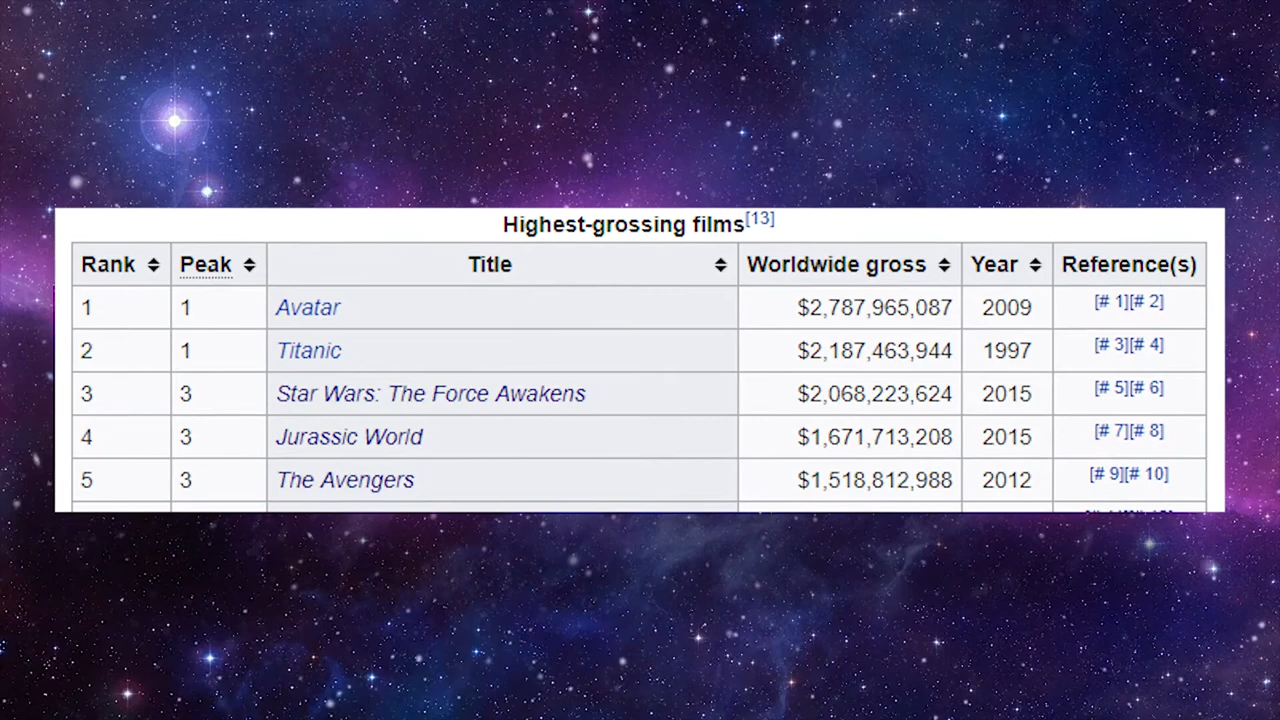 Highest-grossing films[13]
Rank Peak Title Worldwide gross Year Reference(s)
1 1 Avatar $2,787,965,087 2009 [# 1][# 2]
2 1 Titanic $2,187,463,944 1997 [# 3][# 4]
3 3 Star Wars: The Force Awakens $2,068,223,624 2015 [# 5][# 6]
4 3 Jurassic World $1,671,713,208 2015 [# 7][# 8]
5 3 The Avengers $1,518,812,988 2012 [# 9][# 10]